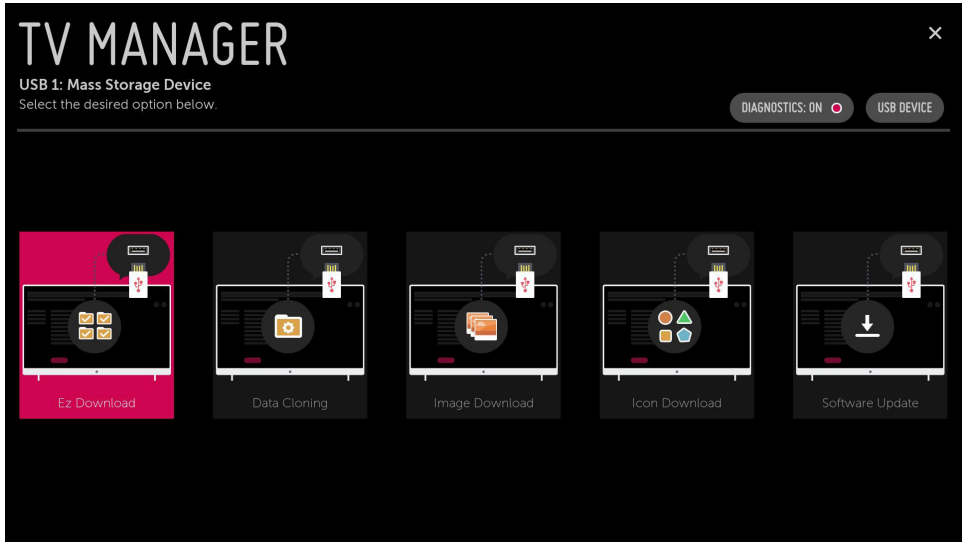 TV MANAGER
USB 1: Mass Storage Device
Select the desired option below.
DIAGNOSTICS: ON
USB DEVICE
Ez Download
Data Cloning
Image Download
Icon Download
Software Update